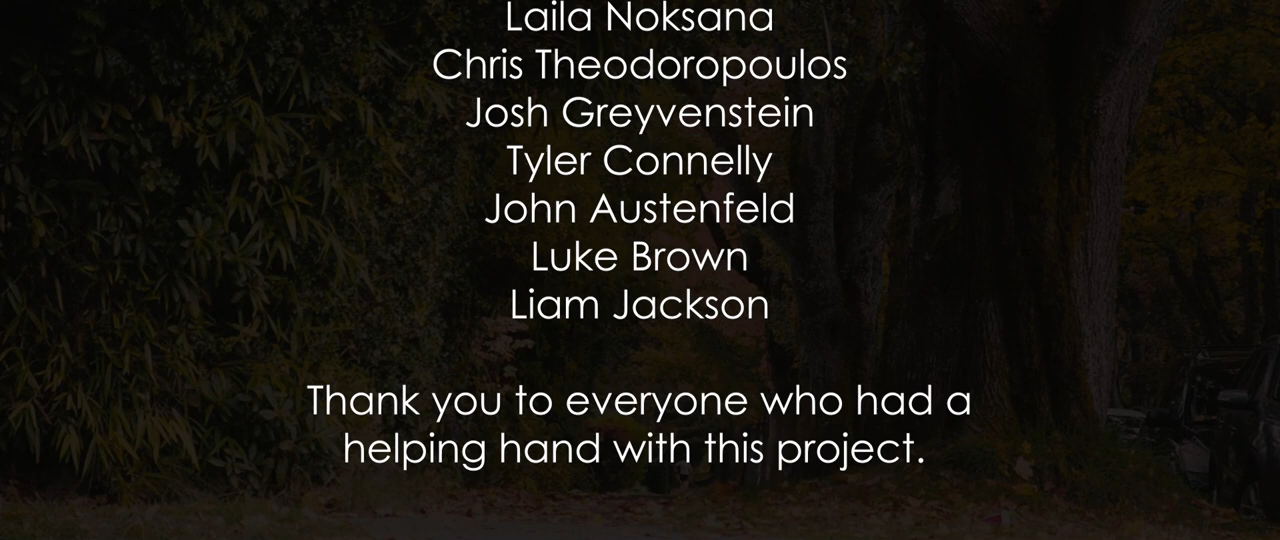 Laila Noksana
Chris Theodoropoulos
Josh Greyvenstein
Tyler Connelly
John Austenfeld
Luke Brown
Liam Jackson
Thank you to everyone who had a
helping hand with this project.